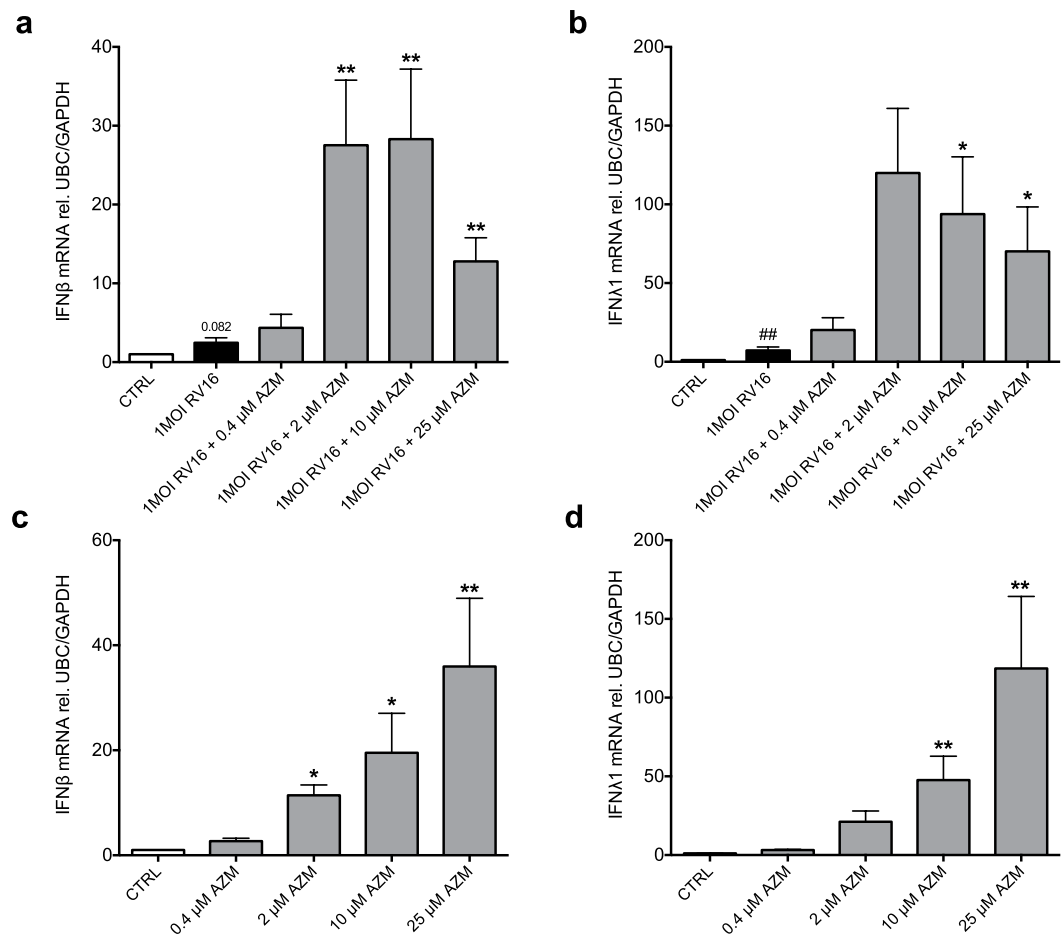 a
IFNβ mRNA rel. UBC/GAPDH
40
30
20
10
0
0.082
**
**
**
CTRL
1MOI RV16
1MOI RV16 + 0.4 µM AZM
1MOI RV16 + 2 µM AZM
1MOI RV16 + 10 µM AZM
1MOI RV16 + 25 µM AZM
b
IFNλ1 mRNA rel. UBC/GAPDH
200
150
100
50
0
##
*
*
CTRL
1MOI RV16
1MOI RV16 + 0.4 µM AZM
1MOI RV16 + 2 µM AZM
1MOI RV16 + 10 µM AZM
1MOI RV16 + 25 µM AZM
c
IFNβ mRNA rel. UBC/GAPDH
60
40
20
0
*
*
**
CTRL
0.4 µM AZM
2 µM AZM
10 µM AZM
25 µM AZM
d
IFNλ1 mRNA rel. UBC/GAPDH
200
150
100
50
0
**
**
CTRL
0.4 µM AZM
2 µM AZM
10 µM AZM
25 µM AZM